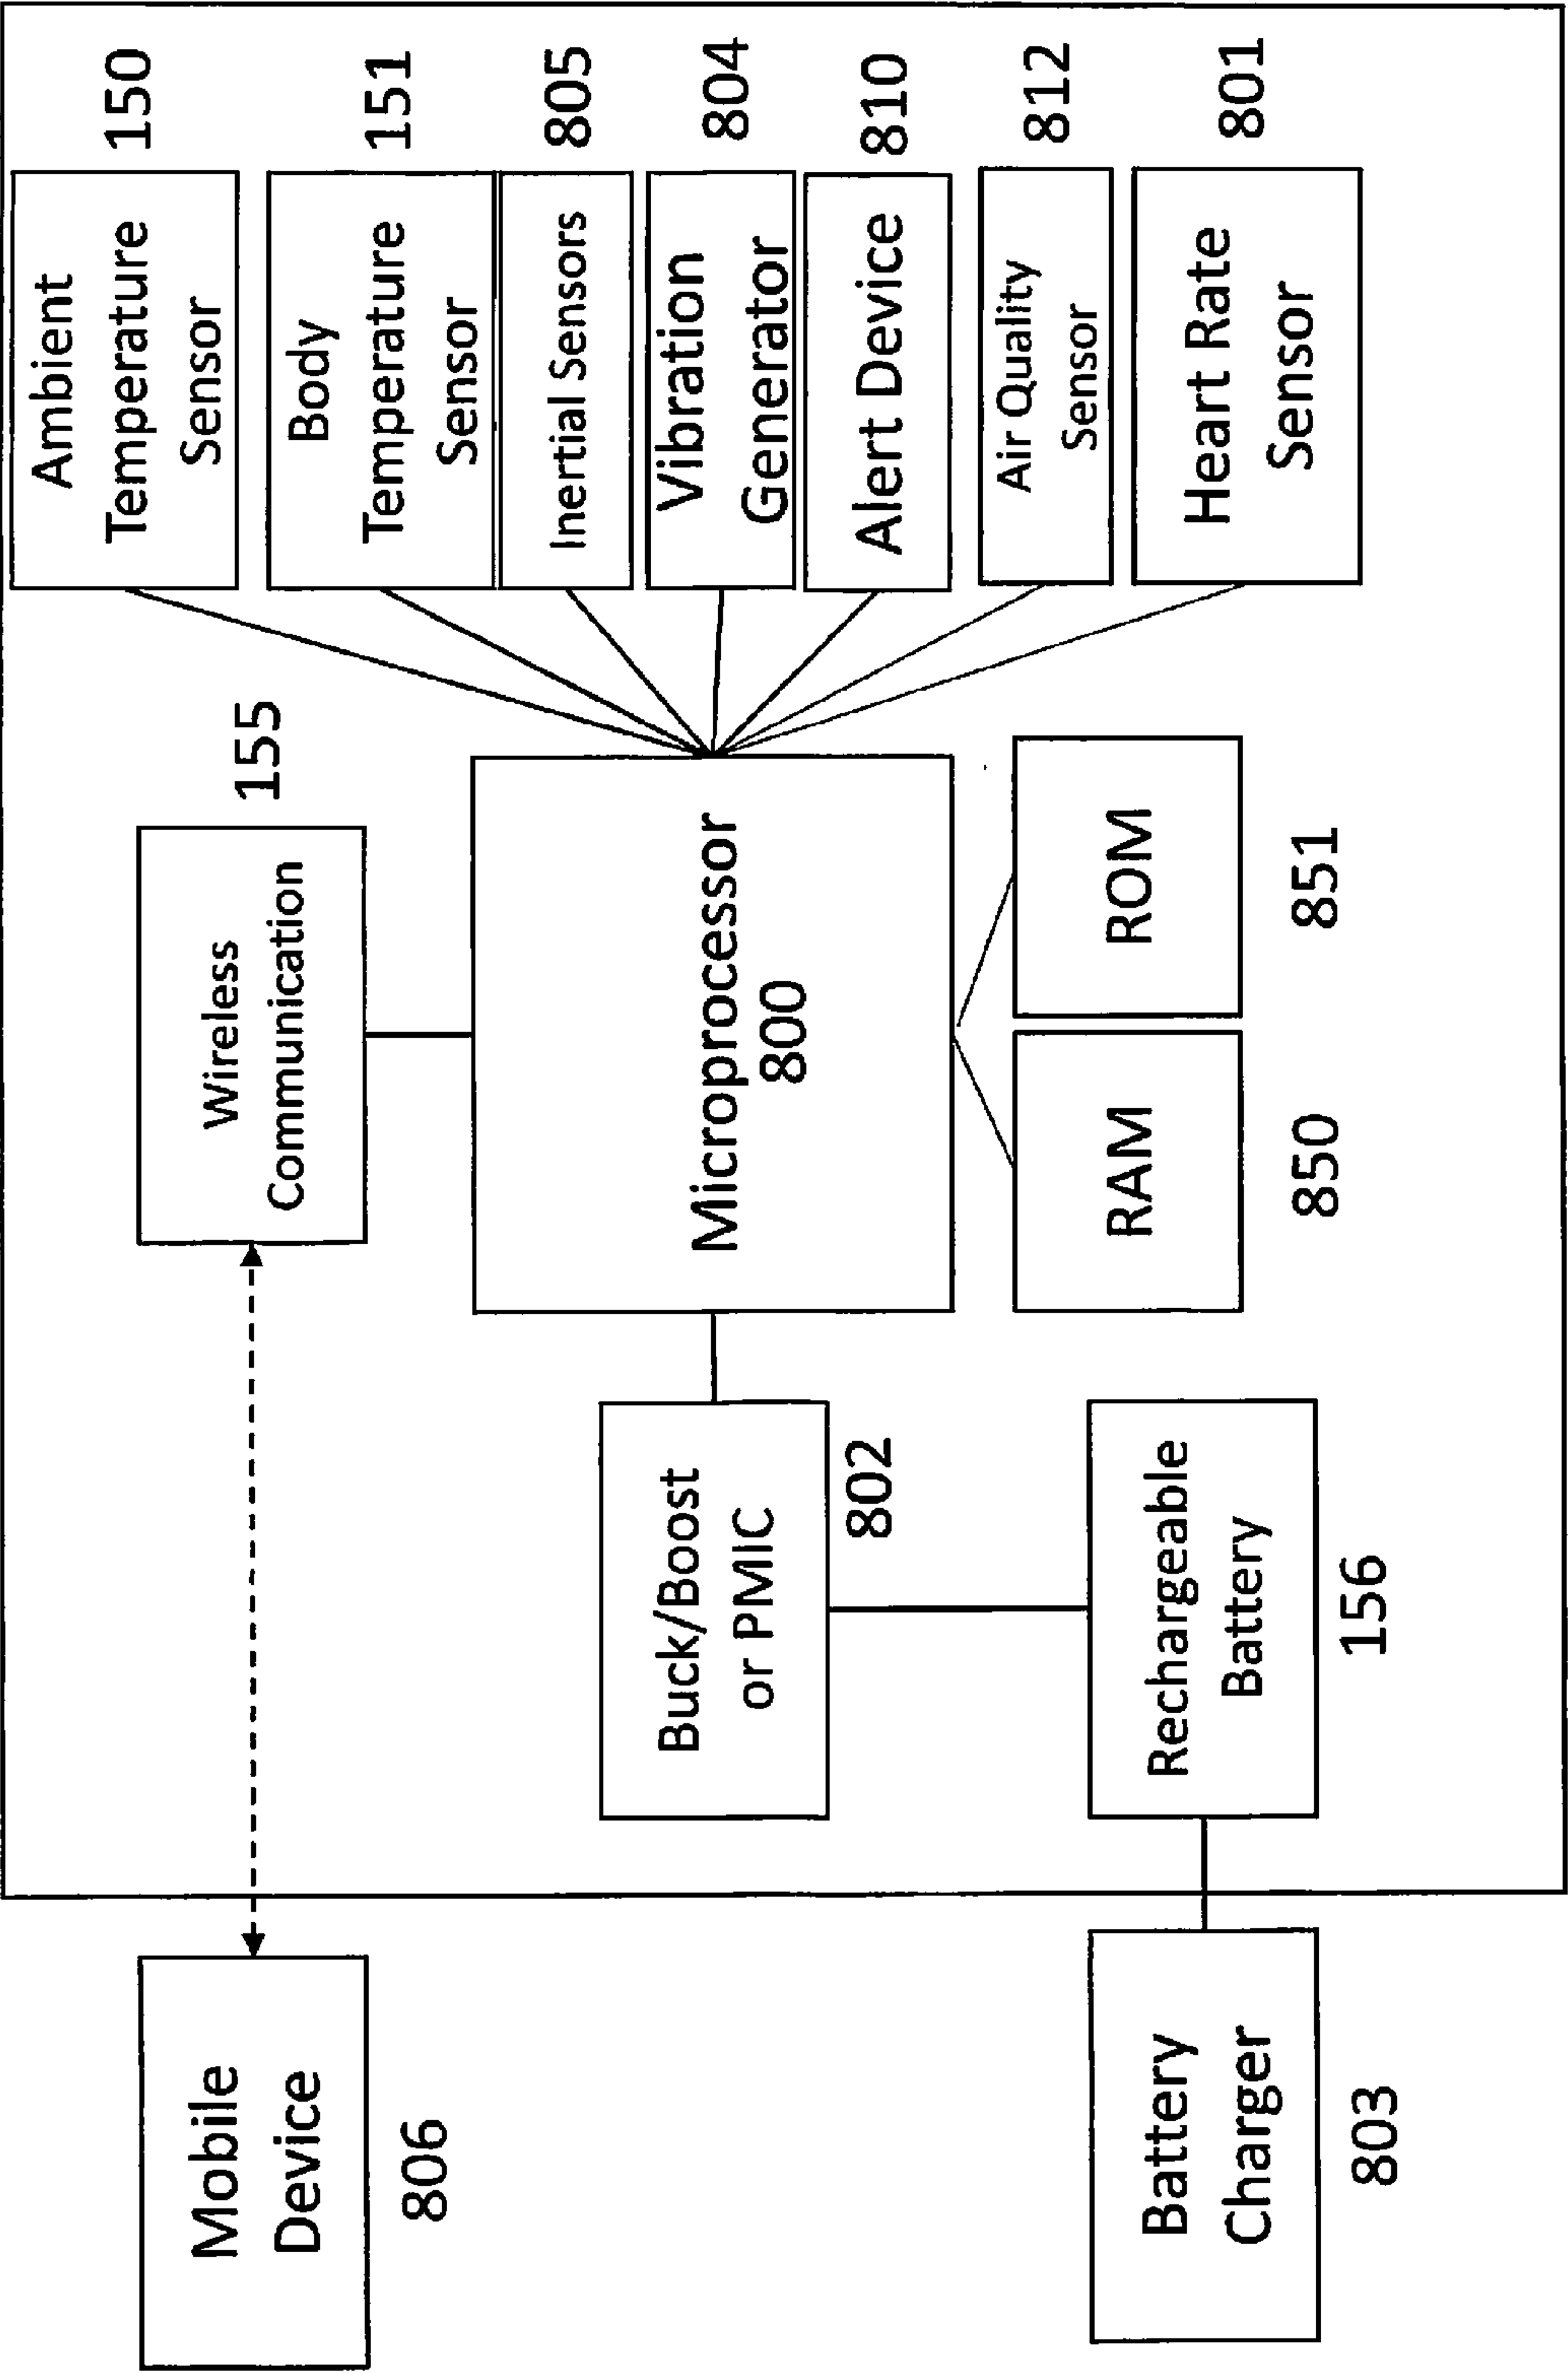 Mobile
Device
806
Wireless
Communication
155
Ambient
Temperature
Sensor
150
Body
Temperature
Sensor
151
Inertial Sensors
805
Vibration
Generator
804
Alert Device
810
Air Quality
Sensor
812
Heart Rate
Sensor
801
Microprocessor
800
Buck/Boost
or PMIC
802
RAM
850
ROM
851
Battery
Charger
803
Rechargeable
Battery
156